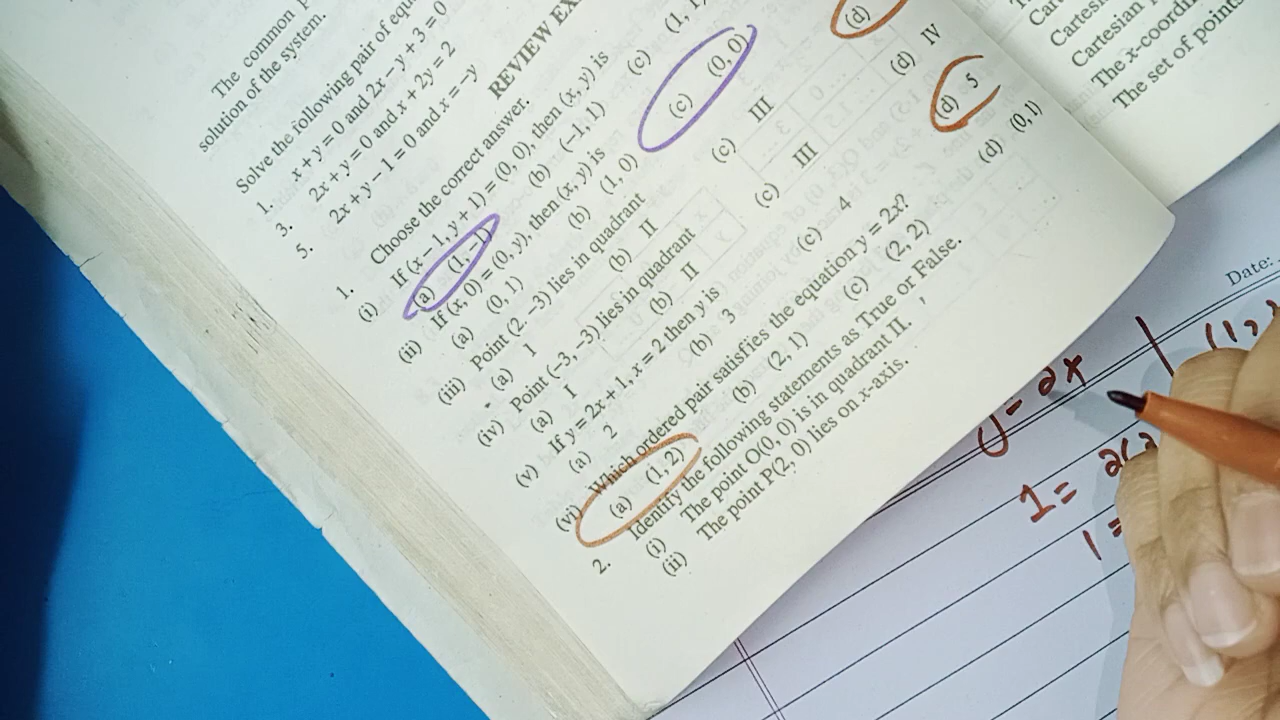 The common
solution of the system.
Solve the following pair of equ
1. x + y = 0 and 2x − y + 3 = 0
3. 2x + y = 0 and x + 2y = 2
5. 2x + y − 1 = 0 and x = −y
REVIEW EX
1. Choose the correct answer.
(i) If (x − 1, y + 1) = (0, 0), then (x, y) is
(a) (1, −1) (b) (−1, 1) (c) (1, 1) (d)
(ii) If (x, 0) = (0, y), then (x, y) is
(a) (0, 1) (b) (1, 0) (c) (0, 0) (d)
(iii) Point (2. −3) lies in quadrant
(a) I (b) II (c) III (d) IV
(iv) Point (−3, −3) lies in quadrant
(a) I (b) II (c) III
(v) If y = 2x + 1, x = 2 then y is
(a) 2 (b) 3 (c) 4 (d) 5
(vi) Which ordered pair satisfies the equation y = 2x?
(a) (1, 2) (b) (2, 1) (c) (2, 2) (d) (0,1)
2. Identify the following statements as True or False.
(i) The point O(0, 0) is in quadrant II.
(ii) The point P(2, 0) lies on x-axis.
Cartesian
The x-coordi
The set of points
Date:
= 2x
(1,
1 = 2(
1 =